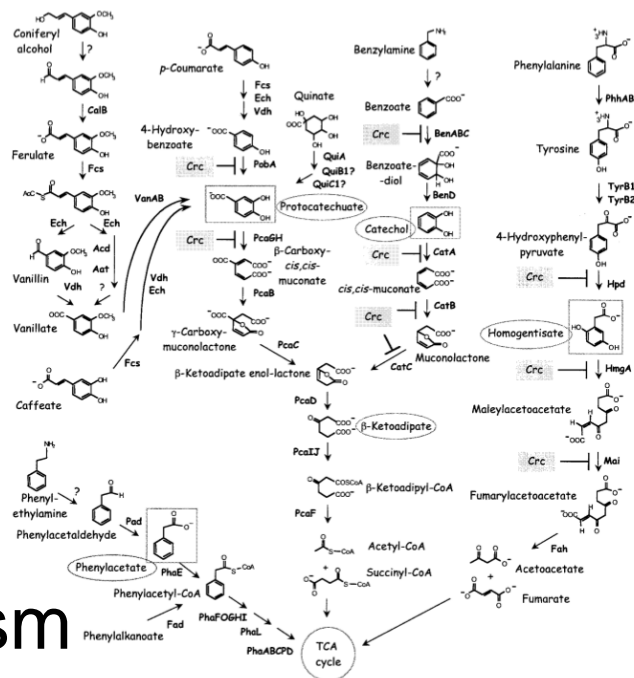 Coniferyl
alcohol
?
CalB
Ferulate
Fcs
Ech
Ech
Acd
Aat
?
Vanillin
Vdh
Vanillate
VanAB
Vdh
Ech
Fcs
Caffeate
p-Coumarate
Fcs
Ech
Vdh
4-Hydroxy-
benzoate
Crc
PobA
Quinate
QuiA
QuiB1?
QuiC1?
Protocatechuate
Crc
PcaGH
β-Carboxy-
cis,cis-
muconate
PcaB
γ-Carboxy-
muconolactone
PcaC
β-Ketoadipate enol-lactone
PcaD
β-Ketoadipate
PcaIJ
β-Ketoadipyl-CoA
PcaF
Acetyl-CoA
+
Succinyl-CoA
TCA
cycle
Benzylamine
?
Benzoate
Crc
BenABC
Benzoate-
diol
BenD
Catechol
Crc
CatA
cis,cis-muconate
CatB
Crc
Muconolactone
CatC
Phenylalanine
PhhAB
Tyrosine
TyrB1
TyrB2
4-Hydroxyphenyl-
pyruvate
Crc
Hpd
Homogentisate
Crc
HmgA
Maleylacetoacetate
Crc
Mai
Fumarylacetoacetate
Fah
Acetoacetate
+
Fumarate
Phenyl-
ethylamine
?
Phenylacetaldehyde
Pad
Phenylacetate
PhaE
Phenylacetyl-CoA
Fad
Phenylalkanoate
PhaFOGHI
PhaL
PhaABCPD
sm